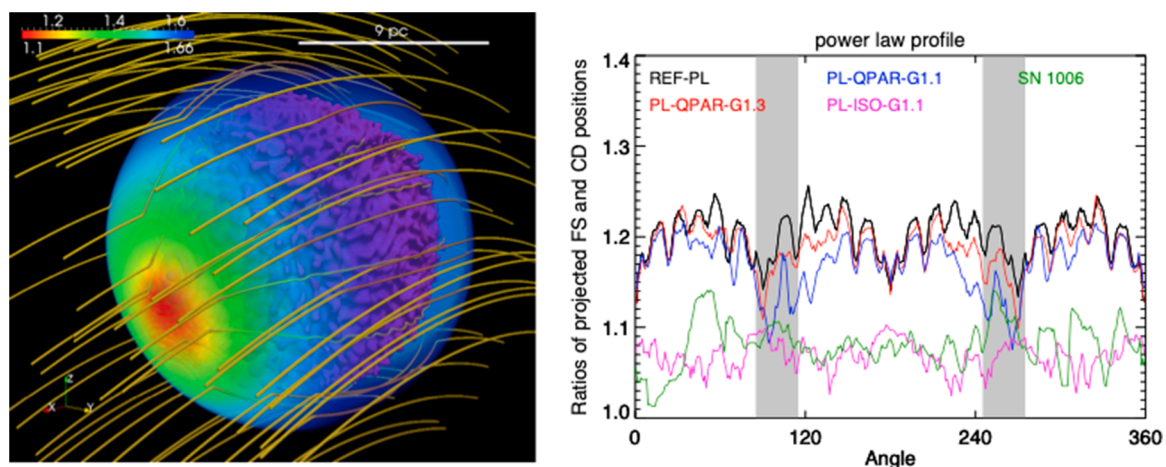 1.2 1.4 1.6
1.1 1.66
9 pc
Z
X Y
power law profile
Ratios of projected FS and CD positions
1.4
1.3
1.2
1.1
1.0
REF-PL PL-QPAR-G1.1 SN 1006
PL-QPAR-G1.3 PL-ISO-G1.1
0 120 240 360
Angle